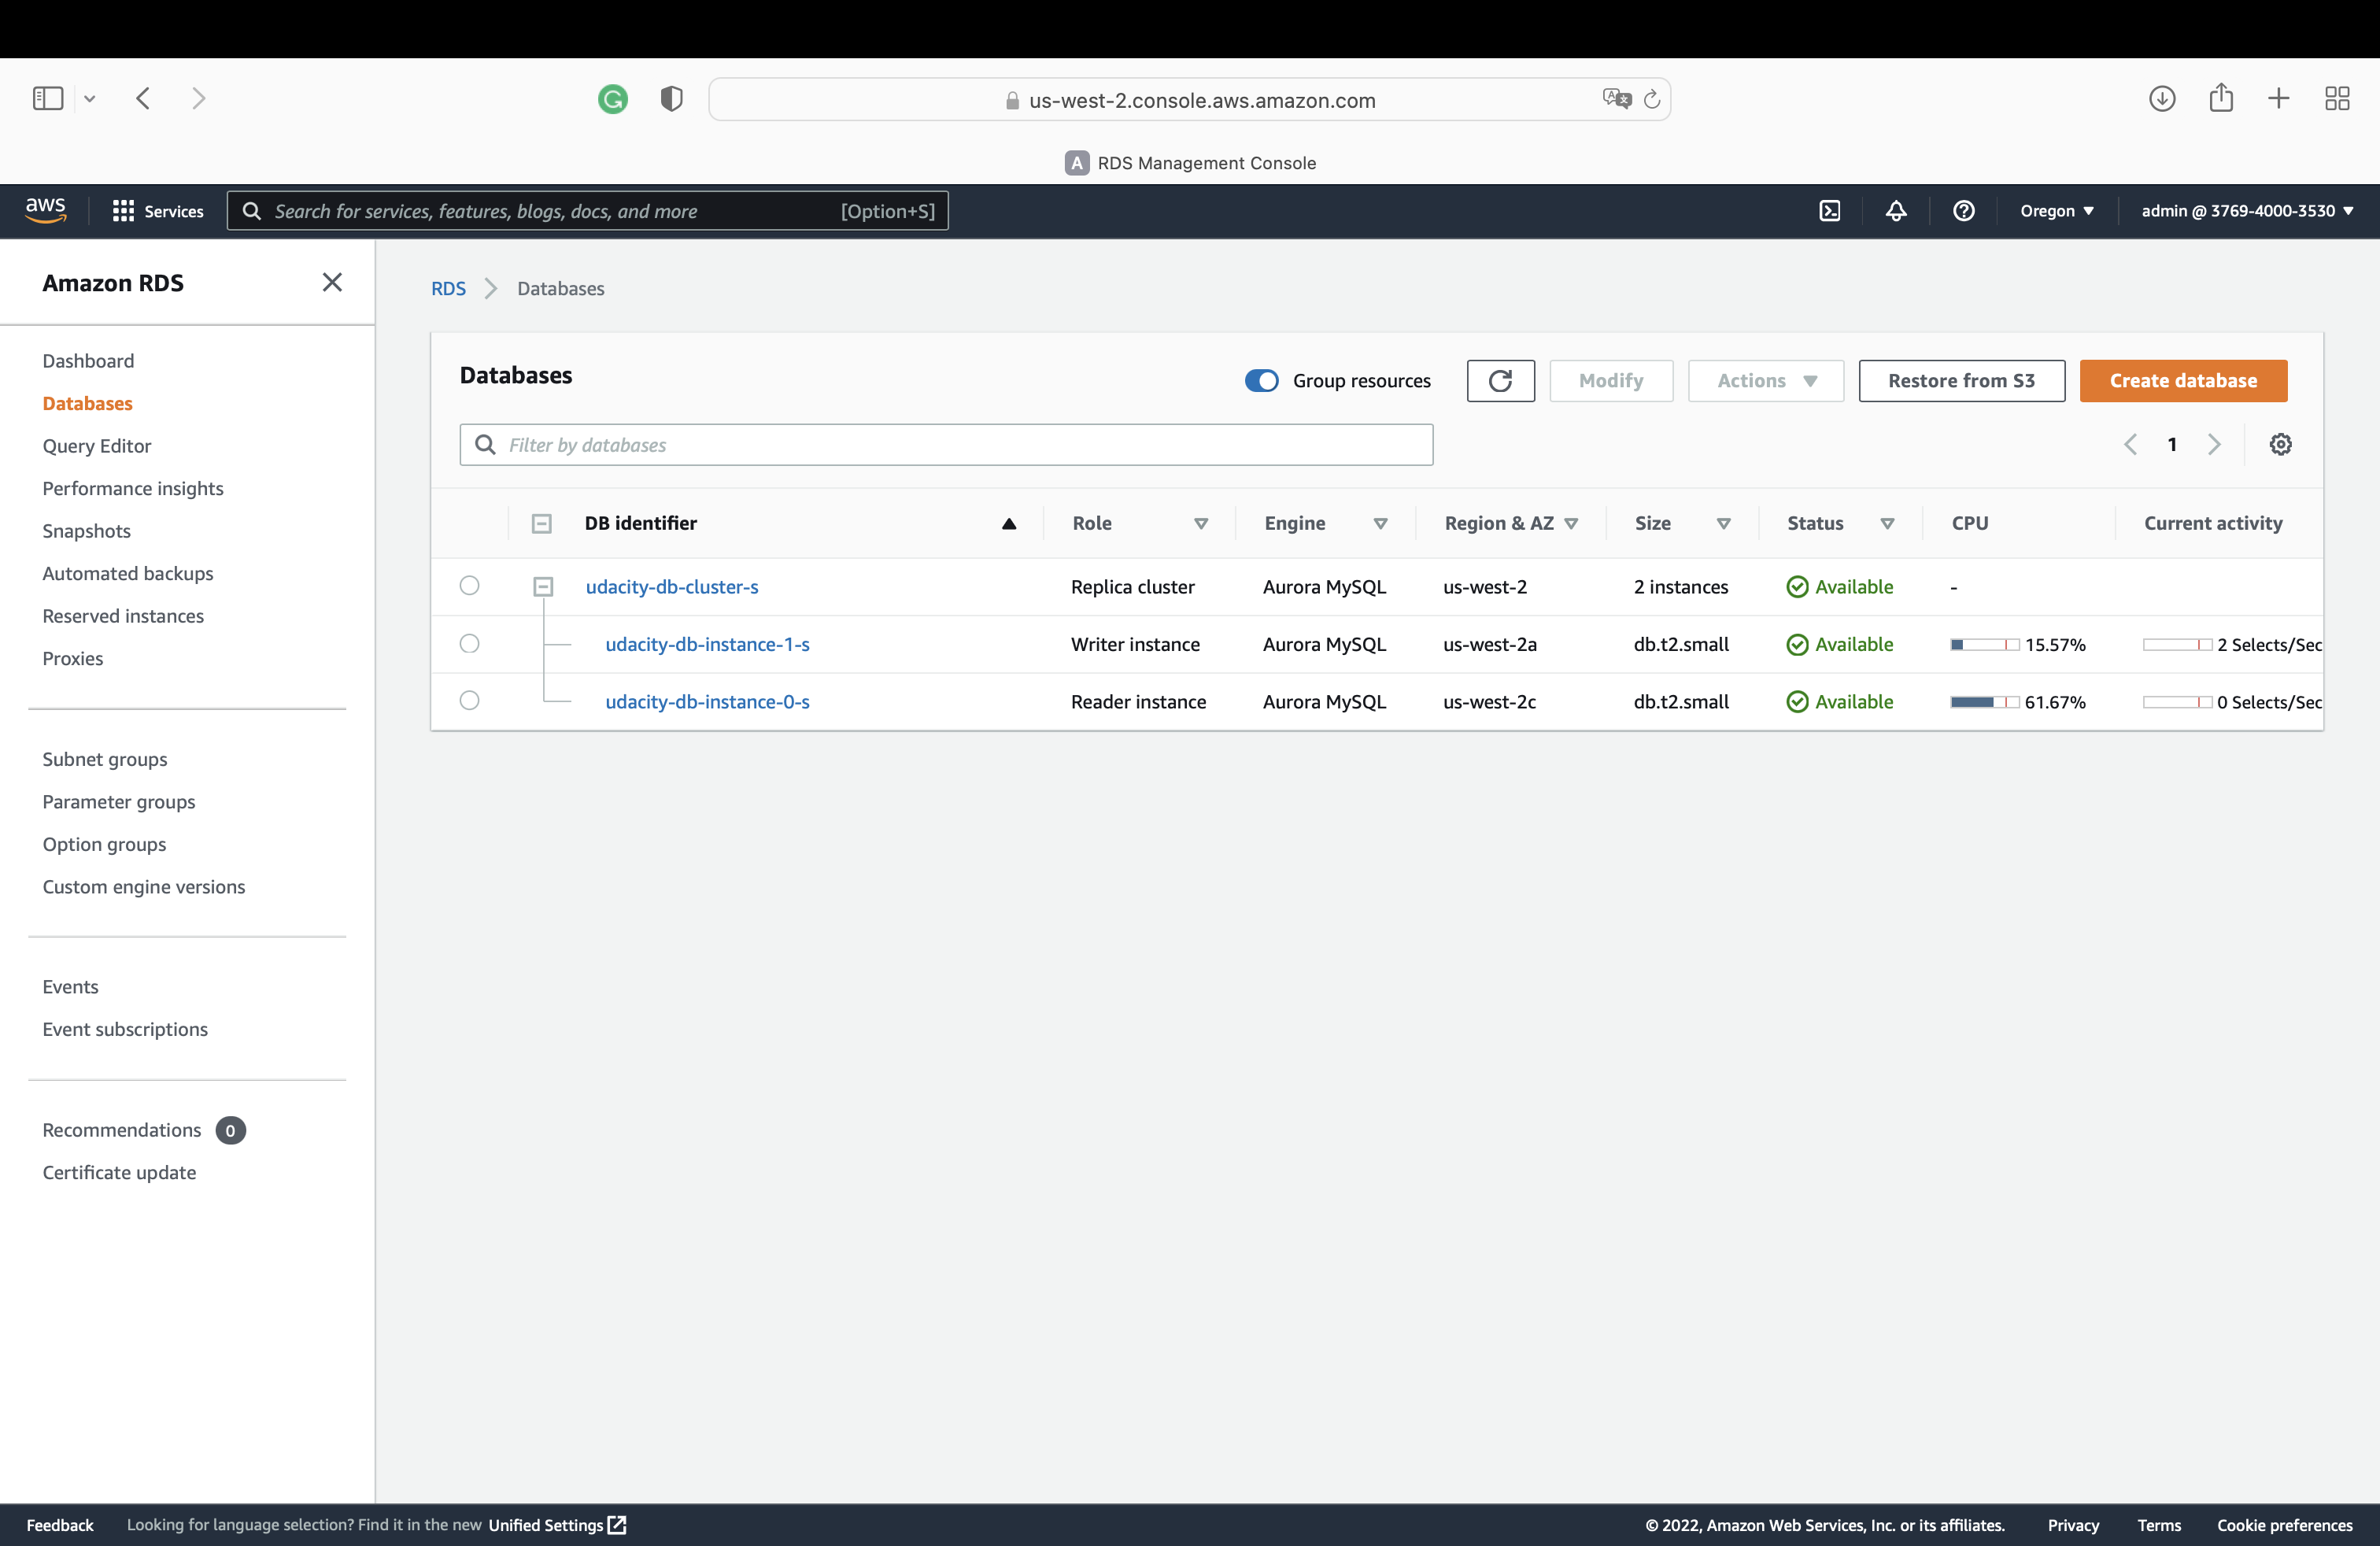 us-west-2.console.aws.amazon.com
A RDS Management Console
aws Services Search for services, features, blogs, docs, and more [Option+S] Oregon ▼ admin @ 3769-4000-3530 ▼
Amazon RDS
Dashboard
Databases
Query Editor
Performance insights
Snapshots
Automated backups
Reserved instances
Proxies
Subnet groups
Parameter groups
Option groups
Custom engine versions
Events
Event subscriptions
Recommendations 0
Certificate update
RDS > Databases
Databases Group resources Modify Actions ▼ Restore from S3 Create database
Filter by databases 1
DB identifier Role Engine Region & AZ Size Status CPU Current activity
udacity-db-cluster-s Replica cluster Aurora MySQL us-west-2 2 instances Available -
udacity-db-instance-1-s Writer instance Aurora MySQL us-west-2a db.t2.small Available 15.57% 2 Selects/Sec
udacity-db-instance-0-s Reader instance Aurora MySQL us-west-2c db.t2.small Available 61.67% 0 Selects/Sec
Feedback Looking for language selection? Find it in the new Unified Settings © 2022, Amazon Web Services, Inc. or its affiliates. Privacy Terms Cookie preferences